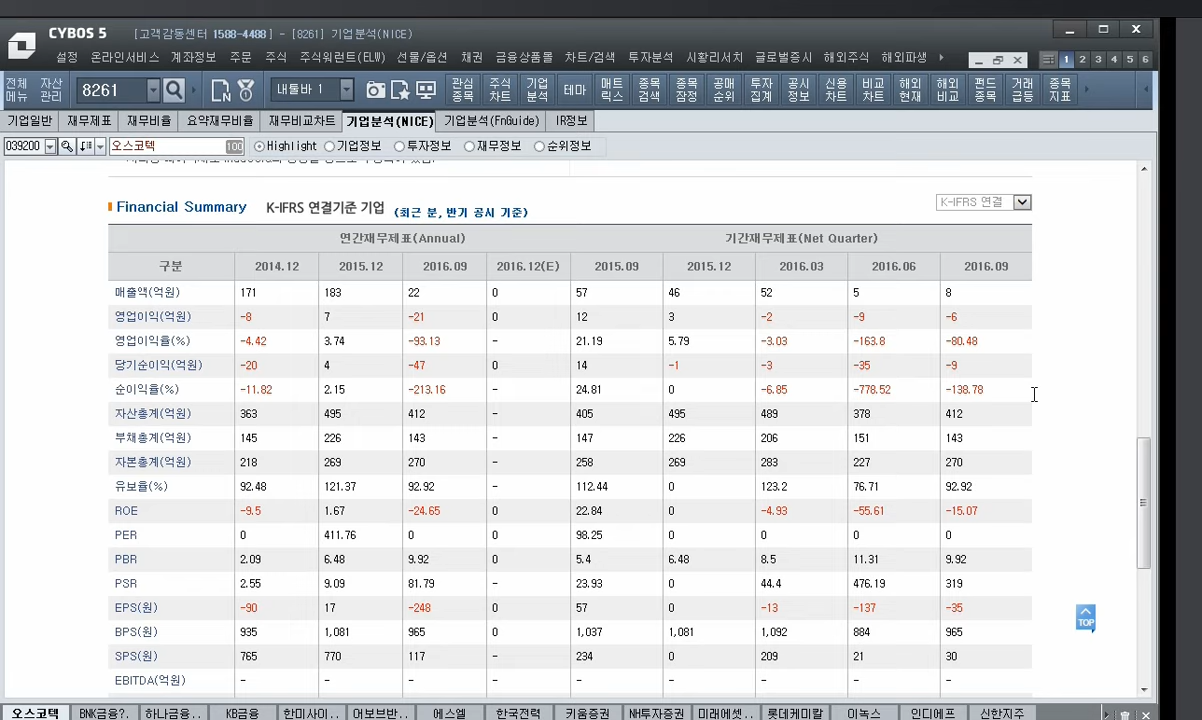 CYBOS 5 [고객감동센터 1588-4488] - [8261] 기업분석(NICE)
설정 온라인서비스 계좌정보 주문 주식 주식워런트(ELW) 선물/옵션 채권 금융상품몰 차트/검색 투자분석 시황리서치 글로벌증시 해외주식 해외파생
1 2 3 4 5 6
전체메뉴 자산관리 8261 내툴바 1 관심종목 주식차트 기업분석 테마 매트릭스 종목검색 종목잠정 공매순위 투자집계 공시정보 신용차트 비교차트 해외현재 해외비교 펀드종목 거래급등 종목지표
기업일반 재무제표 재무비율 요약재무비율 재무비교차트 기업분석(NICE) 기업분석(FnGuide) IR정보
039200 오스코텍 100 Highlight 기업정보 투자정보 재무정보 순위정보
Financial Summary K-IFRS 연결기준 기업 (최근 분,반기 공시 기준) K-IFRS 연결
연간재무제표(Annual) 기간재무제표(Net Quarter)
구분 2014.12 2015.12 2016.09 2016.12(E) 2015.09 2015.12 2016.03 2016.06 2016.09
매출액(억원) 171 183 22 0 57 46 52 5 8
영업이익(억원) -8 7 -21 0 12 3 -2 -9 -6
영업이익률(%) -4.42 3.74 -93.13 - 21.19 5.79 -3.03 -163.8 -80.48
당기순이익(억원) -20 4 -47 0 14 -1 -3 -35 -9
순이익률(%) -11.82 2.15 -213.16 - 24.81 0 -6.85 -778.52 -138.78
자산총계(억원) 363 495 412 - 405 495 489 378 412
부채총계(억원) 145 226 143 - 147 226 206 151 143
자본총계(억원) 218 269 270 - 258 269 283 227 270
유보율(%) 92.48 121.37 92.92 - 112.44 0 123.2 76.71 92.92
ROE -9.5 1.67 -24.65 0 22.84 0 -4.93 -55.61 -15.07
PER 0 411.76 0 0 98.25 0 0 0 0
PBR 2.09 6.48 9.92 0 5.4 6.48 8.5 11.31 9.92
PSR 2.55 9.09 81.79 - 23.93 0 44.4 476.19 319
EPS(원) -90 17 -248 0 57 0 -13 -137 -35
BPS(원) 935 1,081 965 0 1,037 1,081 1,092 884 965
SPS(원) 765 770 117 - 234 0 209 21 30
EBITDA(억원) - - - - - - - - -
TOP
오스코텍 BNK금융?. 하나금융.. KB금융 한미사이.. 어보브반.. 에스엘 한국전력 키움증권 NH투자증권 미래에셋.. 롯데케미칼 이녹스 인디에프 신한지주